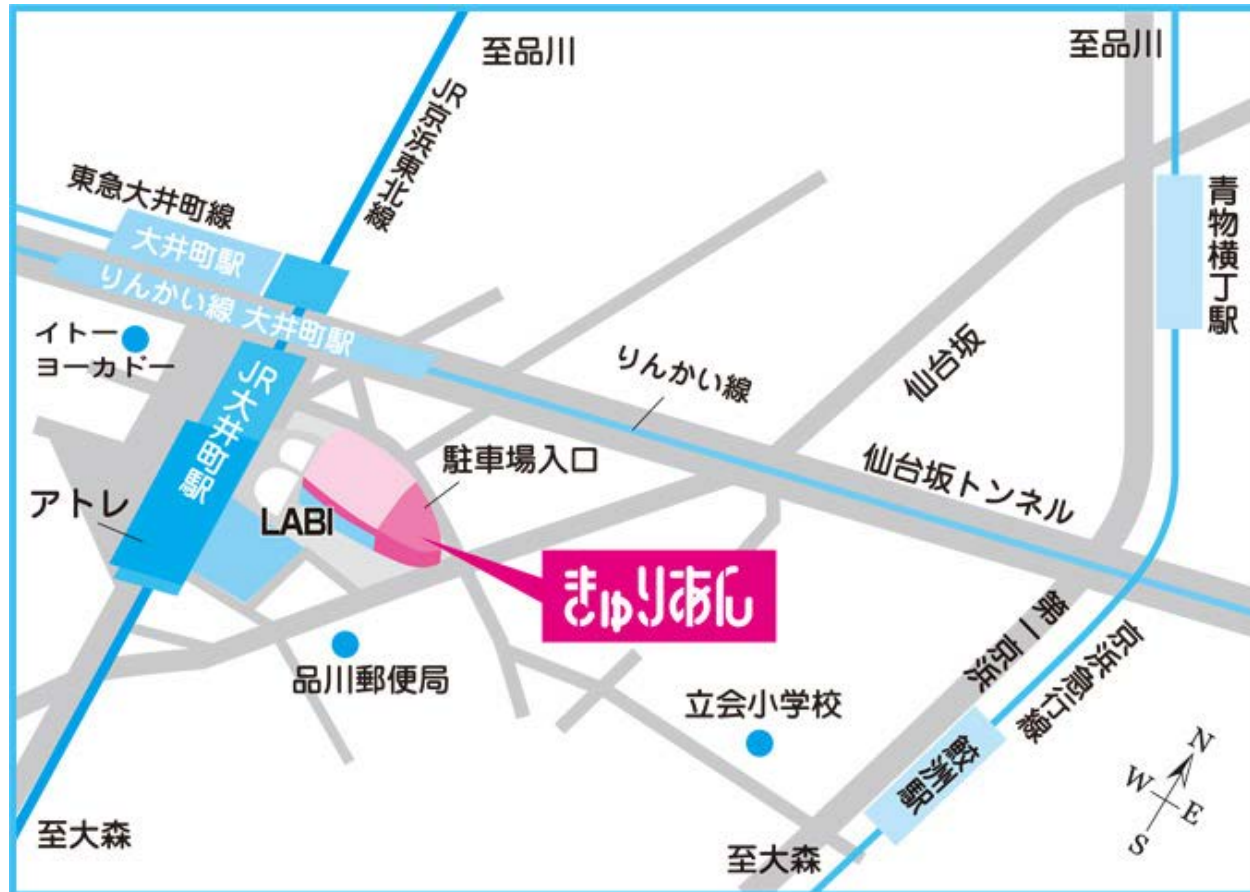 至品川
至品川
JR京浜東北線
東急大井町線
大井町駅
りんかい線 大井町駅
青物横丁駅
イトー
ヨーカドー
JR大井町駅
りんかい線
仙台坂
駐車場入口
仙台坂トンネル
アトレ
LABI
きゅりあん
第一京浜
京浜急行線
品川郵便局
立会小学校
鮫洲駅
N
W
E
S
至大森
至大森